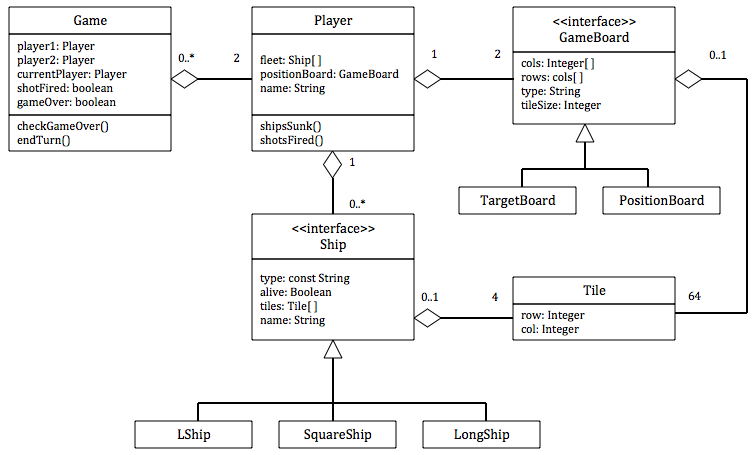 Game
player1: Player
player2: Player
currentPlayer: Player
shotFired: boolean
gameOver: boolean
checkGameOver()
endTurn()
0..*
2
Player
fleet: Ship[ ]
positionBoard: GameBoard
name: String
shipsSunk()
shotsFired()
1
2
<<interface>>
GameBoard
cols: Integer[ ]
rows: cols[ ]
type: String
tileSize: Integer
0..1
TargetBoard
PositionBoard
1
0..*
<<interface>>
Ship
type: const String
alive: Boolean
tiles: Tile[ ]
name: String
0..1
4
Tile
row: Integer
col: Integer
64
LShip
SquareShip
LongShip